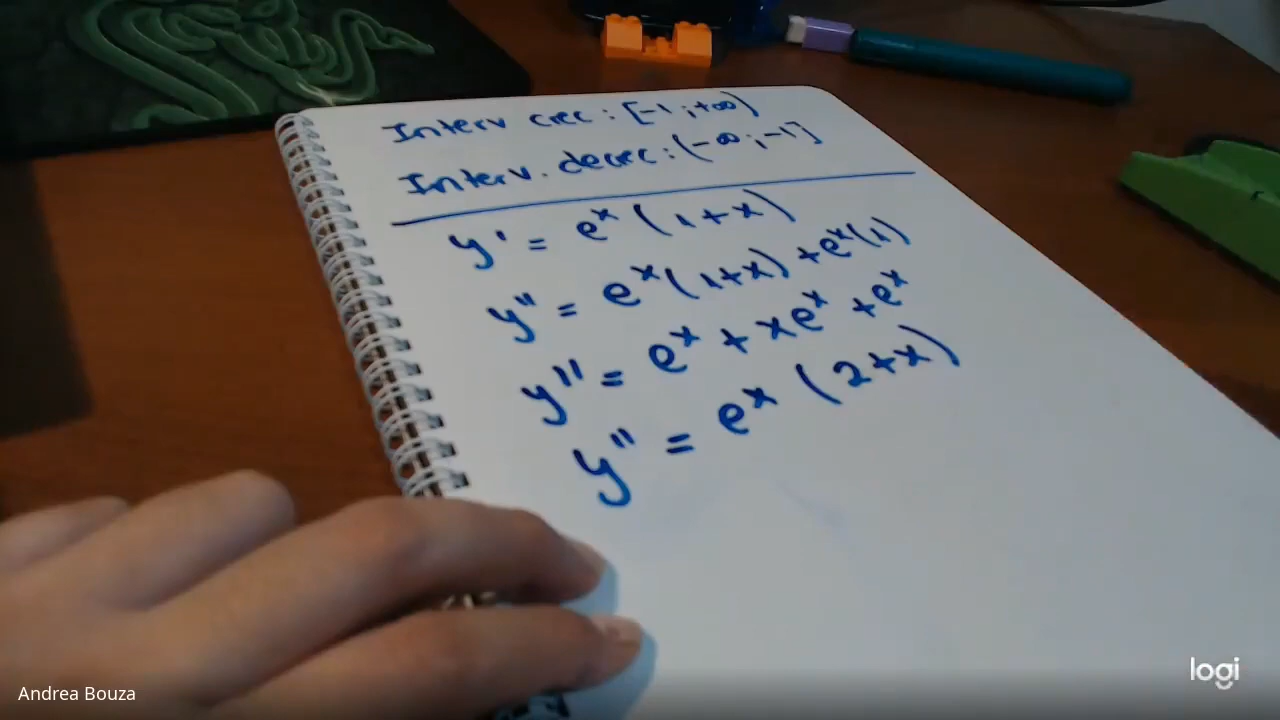 Interv crec: [-1; +∞)
Interv. decrec: (-∞; -1]
y' = eˣ (1+x)
y'' = eˣ (1+x) + eˣ(1)
y'' = eˣ + xeˣ + eˣ
y'' = eˣ (2+x)
logi
Andrea Bouza